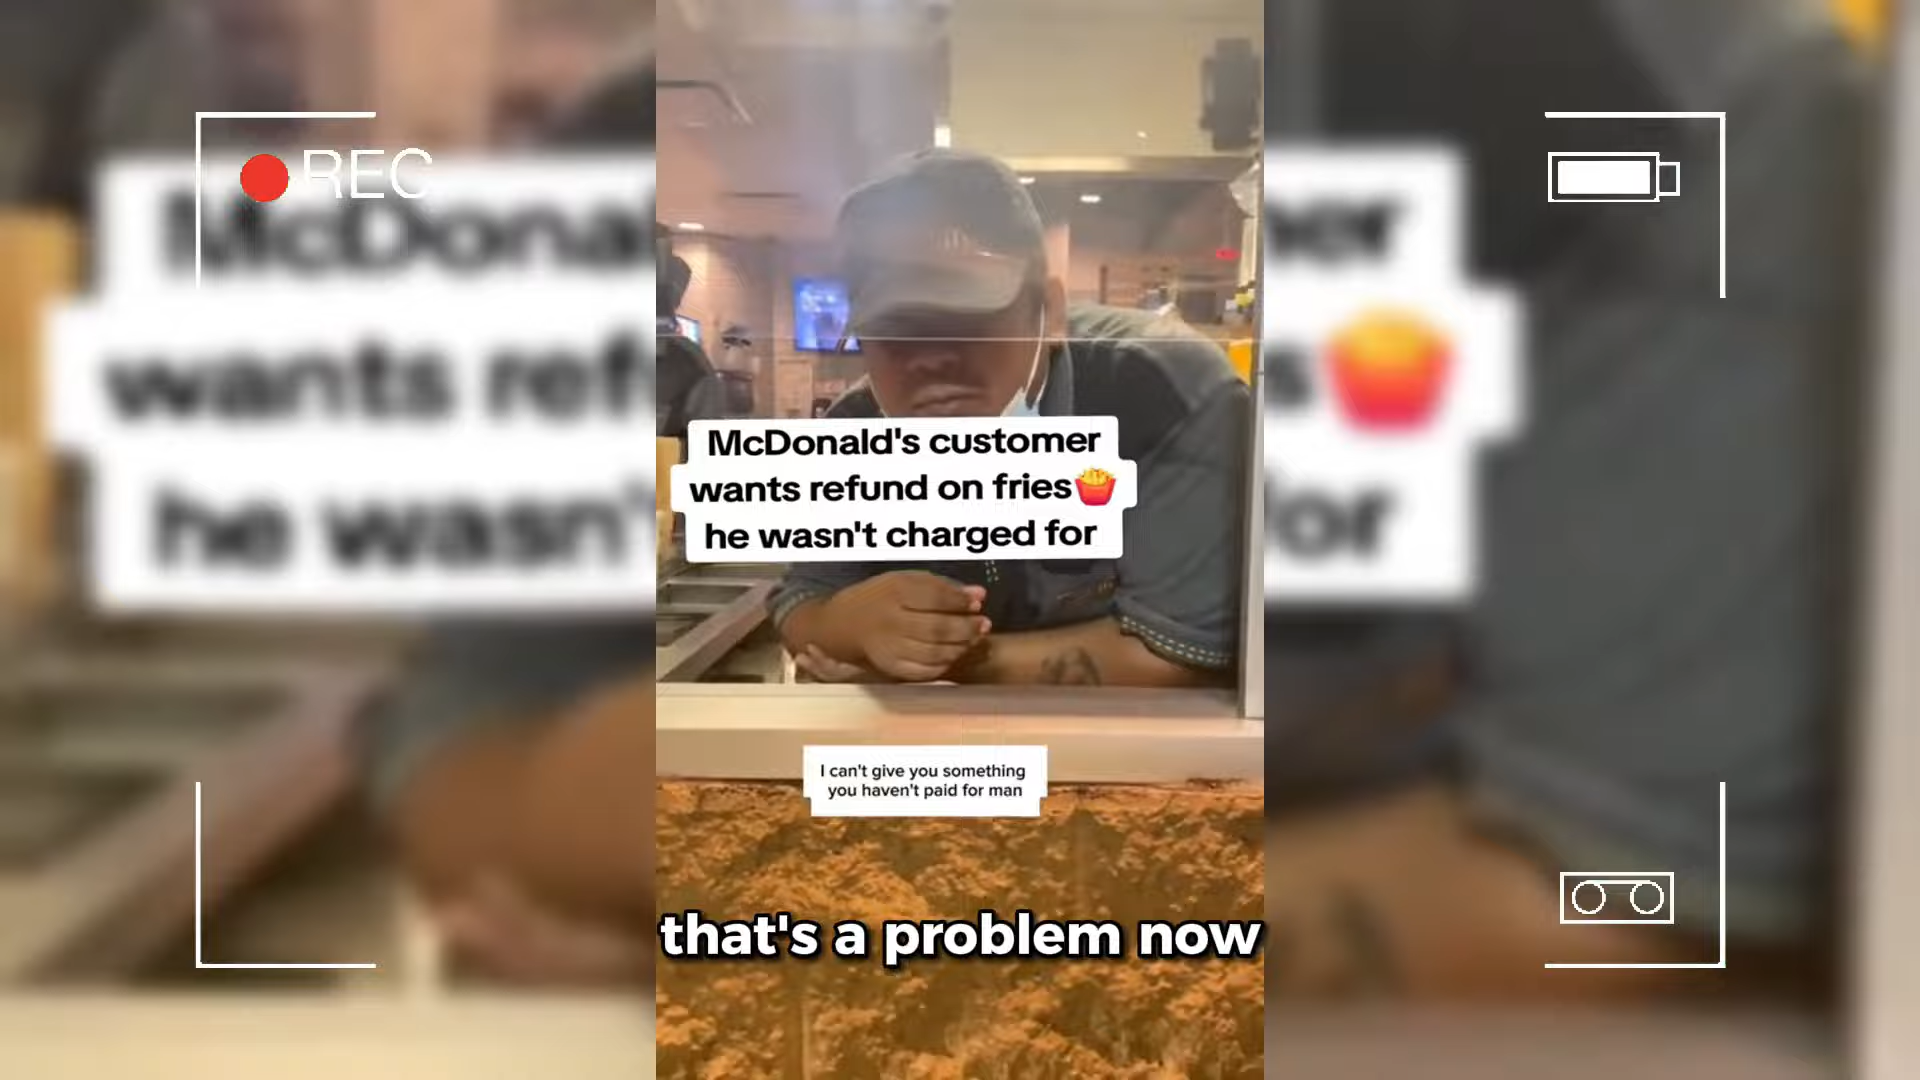 REC
McDonald's customer
wants refund on fries🍟
he wasn't charged for
I can't give you something
you haven't paid for man
that's a problem now